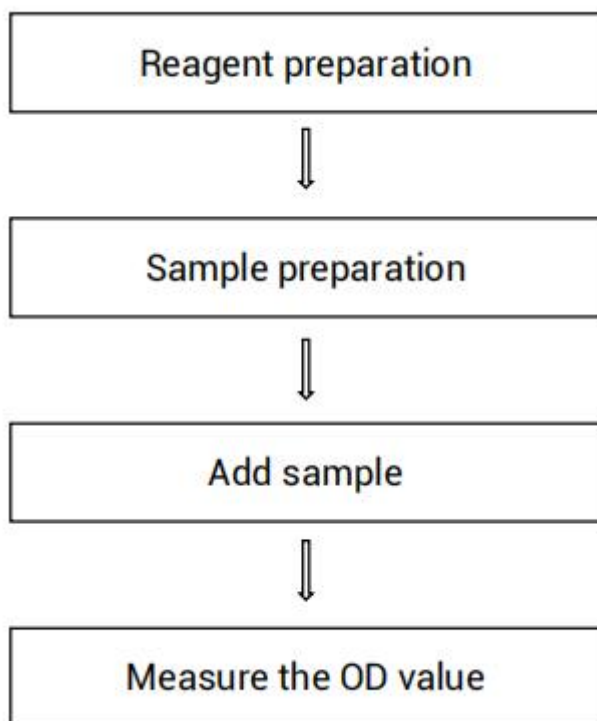 Reagent preparation
Sample preparation
Add sample
Measure the OD value